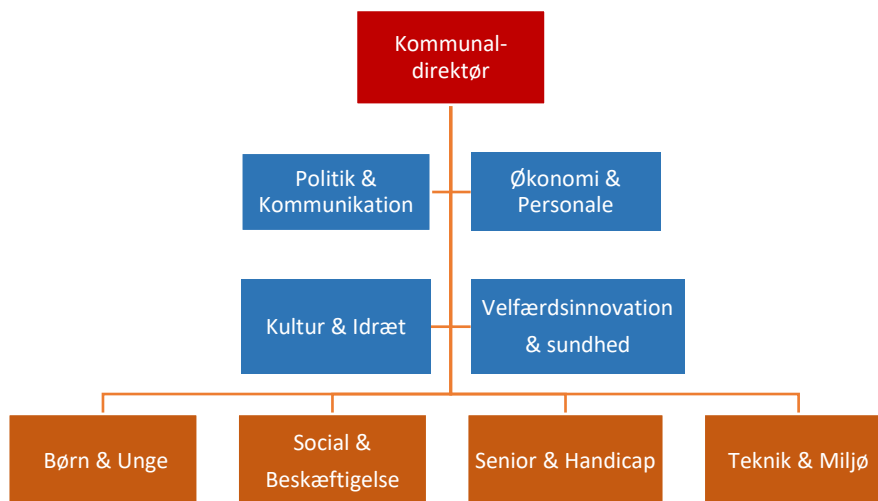 Kommunal-
direktør
Politik &
Kommunikation
Økonomi &
Personale
Kultur & Idræt
Velfærdsinnovation
& sundhed
Børn & Unge
Social &
Beskæftigelse
Senior & Handicap
Teknik & Miljø